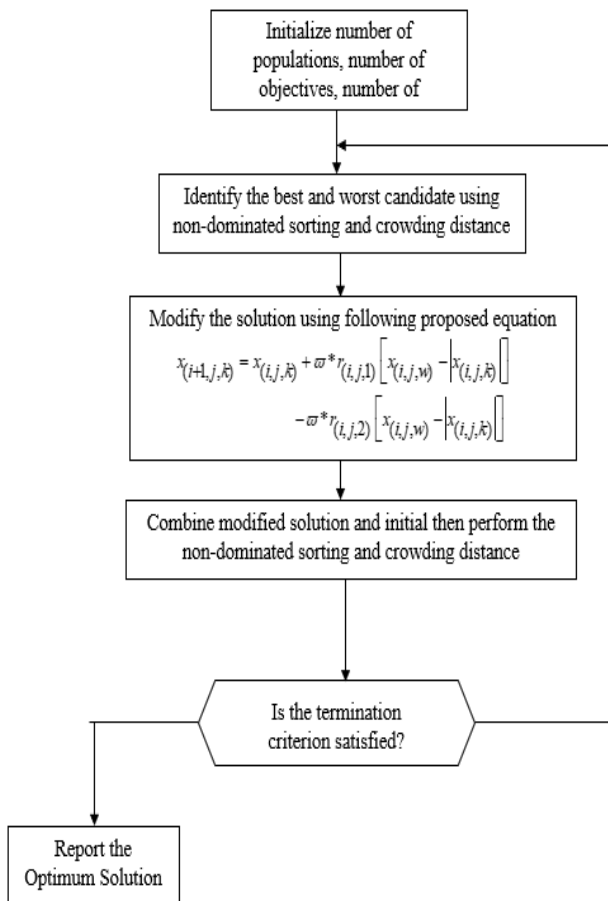 Initialize number of
populations, number of
objectives, number of
Identify the best and worst candidate using
non-dominated sorting and crowding distance
Modify the solution using following proposed equation
x(i+1,j,k) = x(i,j,k) + ϖ*r(i,j,1)[x(i,j,w) − |x(i,j,k)|]
−ϖ*r(i,j,2)[x(i,j,w) − |x(i,j,k)|]
Combine modified solution and initial then perform the
non-dominated sorting and crowding distance
Is the termination
criterion satisfied?
Report the
Optimum Solution